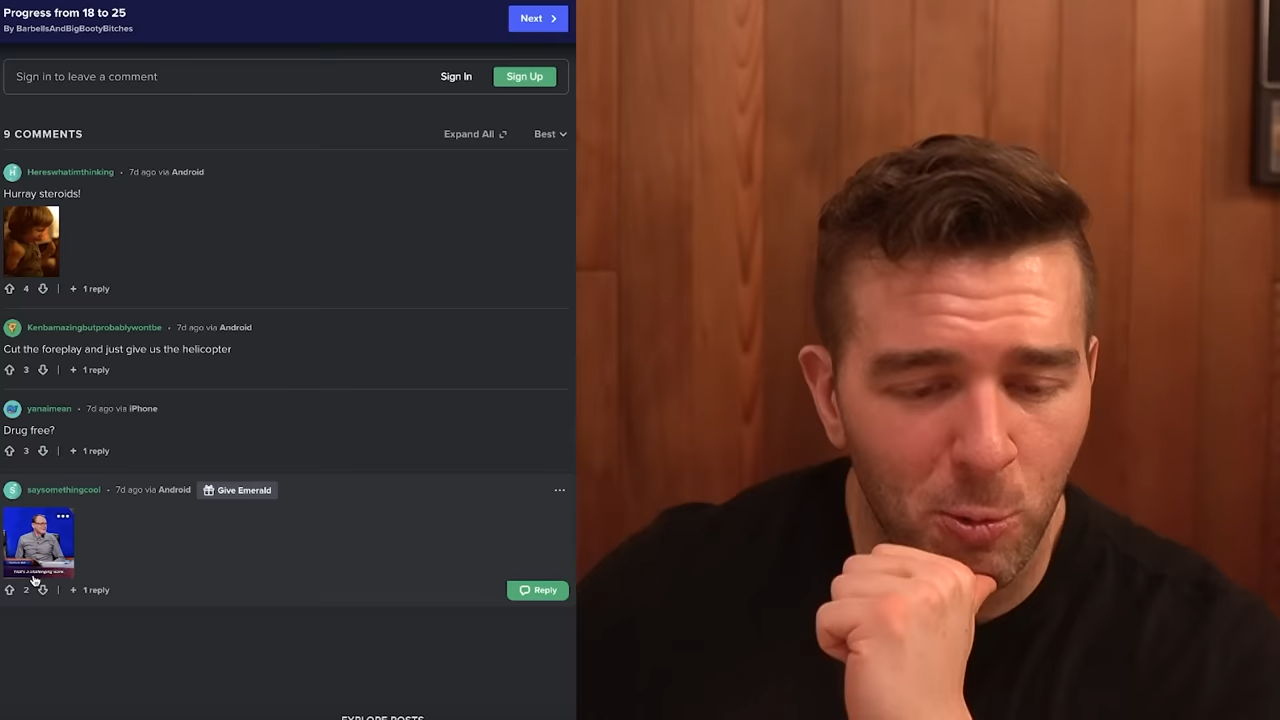 Progress from 18 to 25
By BarbellsAndBigBootyBitches
Next
Sign in to leave a comment
Sign In
Sign Up
9 COMMENTS
Expand All
Best
H
Hereswhatimthinking • 7d ago via Android
Hurray steroids!
4
+ 1 reply
Kenbamazingbutprobablywontbe • 7d ago via Android
Cut the foreplay and just give us the helicopter
3
+ 1 reply
yanaimean • 7d ago via iPhone
Drug free?
3
+ 1 reply
S
saysomethingcool • 7d ago via Android
Give Emerald
2
+ 1 reply
Reply
EXPLORE POSTS